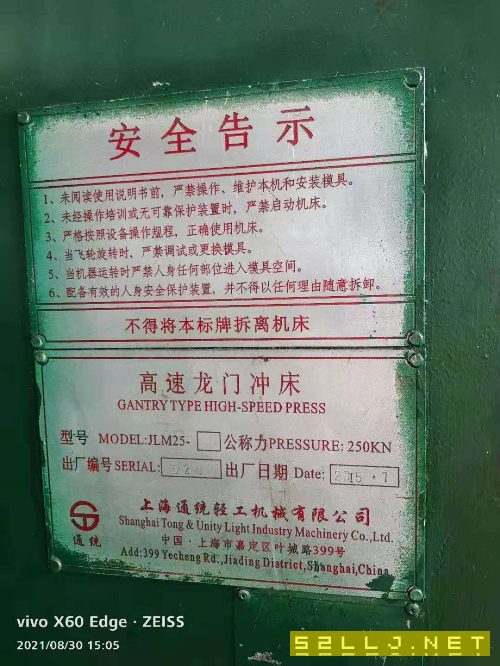 安全告示
1、未阅读使用说明书前，严禁操作、维护本机和安装模具。
2、未经操作培训或无可靠保护装置时，严禁启动机床。
3、严格按照设备操作规程，正确使用机床。
4、当飞轮旋转时，严禁调试或更换模具。
5、当机器运转时严禁人身任何部位进入模具空间。
6、配备有效的人身安全保护装置，并不得以任何理由随意拆卸。
不得将本标牌拆离机床
高速龙门冲床
GANTRY TYPE HIGH-SPEED PRESS
型号 MODEL:JLM25- 公称力PRESSURE: 250KN
出厂编号 SERIAL: 出厂日期 Date: 2015.7
上海通统轻工机械有限公司
Shanghai Tong & Unity Light Industry Machinery Co.,Ltd.
通统
中国·上海市嘉定区叶城路399号
Add:399 Yecheng Rd.,Jiading District,Shanghai,China
vivo X60 Edge · ZEISS
2021/08/30 15:05
52LLJ.NET